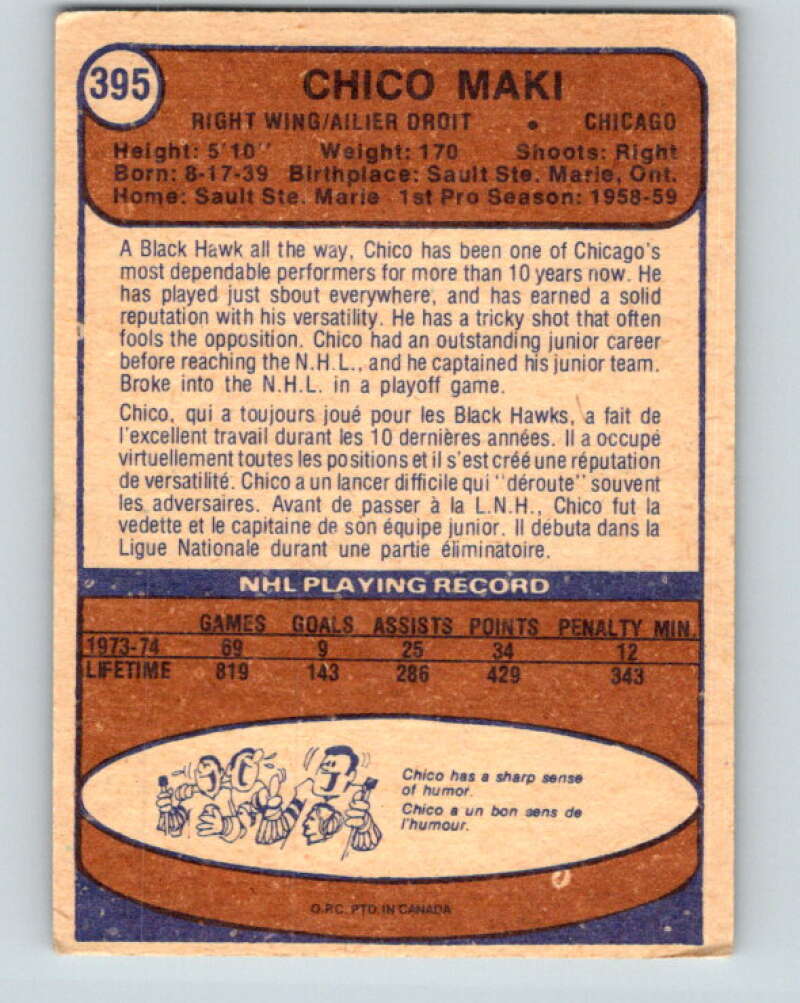 395
CHICO MAKI
RIGHT WING/AILIER DROIT • CHICAGO
Height: 5'10" Weight: 170 Shoots: Right
Born: 8-17-39 Birthplace: Sault Ste. Marie, Ont.
Home: Sault Ste. Marie 1st Pro Season: 1958-59
A Black Hawk all the way, Chico has been one of Chicago's
most dependable performers for more than 10 years now. He
has played just sbout everywhere, and has earned a solid
reputation with his versatility. He has a tricky shot that often
fools the opposition. Chico had an outstanding junior career
before reaching the N.H.L., and he captained his junior team.
Broke into the N.H.L. in a playoff game.
Chico, qui a toujours joué pour les Black Hawks, a fait de
l'excellent travail durant les 10 dernières années. Il a occupé
virtuellement toutes les positions et il s'est créé une réputation
de versatilité. Chico a un lancer difficile qui "déroute" souvent
les adversaires. Avant de passer à la L.N.H., Chico fut la
vedette et le capitaine de son équipe junior. Il débuta dans la
Ligue Nationale durant une partie éliminatoire.
NHL PLAYING RECORD
GAMES GOALS ASSISTS POINTS PENALTY MIN.
1973-74 69 9 25 34 12
LIFETIME 819 143 286 429 343
Chico has a sharp sense
of humor.
Chico a un bon sens de
l'humour.
O.P.C. PTD. IN CANADA